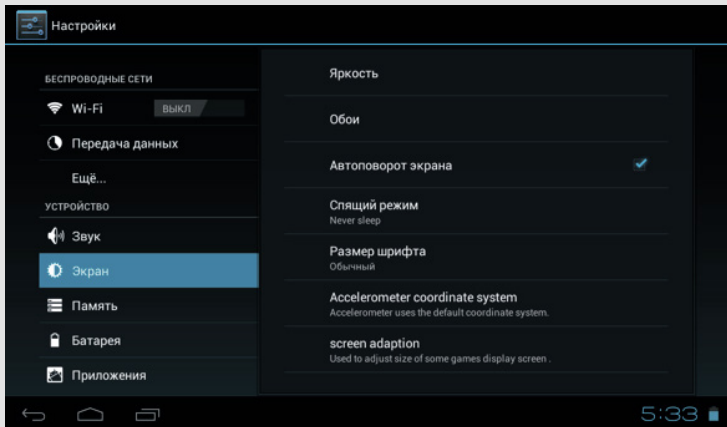 Настройки
БЕСПРОВОДНЫЕ СЕТИ
Wi-Fi ВЫКЛ
Передача данных
Ещё...
УСТРОЙСТВО
Звук
Экран
Память
Батарея
Приложения
Яркость
Обои
Автоповорот экрана
Спящий режим
Never sleep
Размер шрифта
Обычный
Accelerometer coordinate system
Accelerometer uses the default coordinate system.
screen adaption
Used to adjust size of some games display screen .
5:33